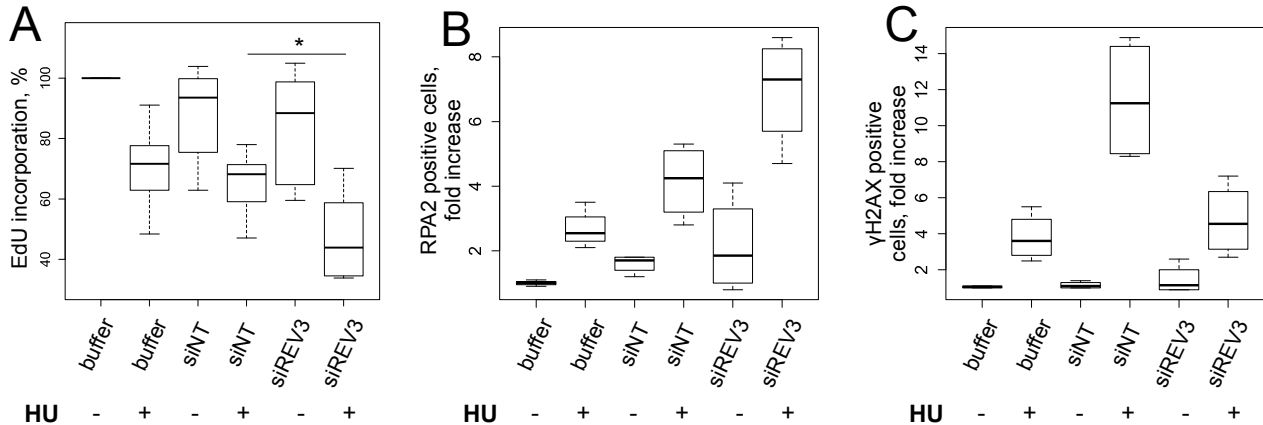 A
EdU incorporation, %
100
80
60
40
*
buffer
buffer
siNT
siNT
siREV3
siREV3
HU - + - + - +
B
RPA2 positive cells,
fold increase
8
6
4
2
buffer
buffer
siNT
siNT
siREV3
siREV3
HU - + - + - +
C
γH2AX positive
cells, fold increase
14
12
10
8
6
4
2
buffer
buffer
siNT
siNT
siREV3
siREV3
HU - + - + - +